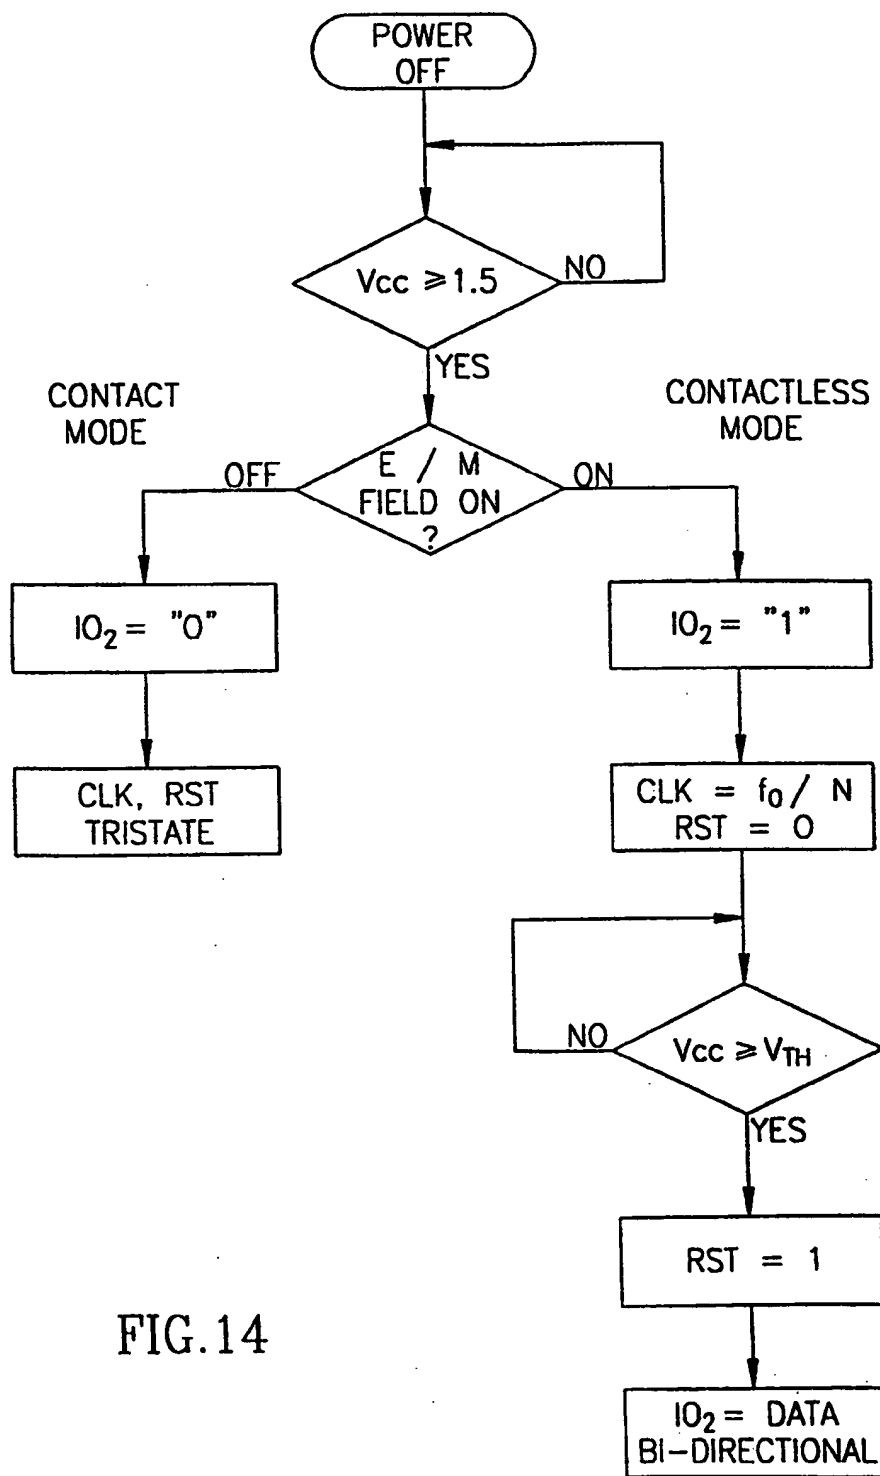 POWER
OFF
Vcc ⩾ 1.5
NO
YES
CONTACT
MODE
CONTACTLESS
MODE
OFF
E / M
FIELD ON
?
ON
IO₂ = "0"
IO₂ = "1"
CLK, RST
TRISTATE
CLK = f₀ / N
RST = 0
NO
Vcc ⩾ VTH
YES
RST = 1
FIG.14
IO₂ = DATA
BI-DIRECTIONAL